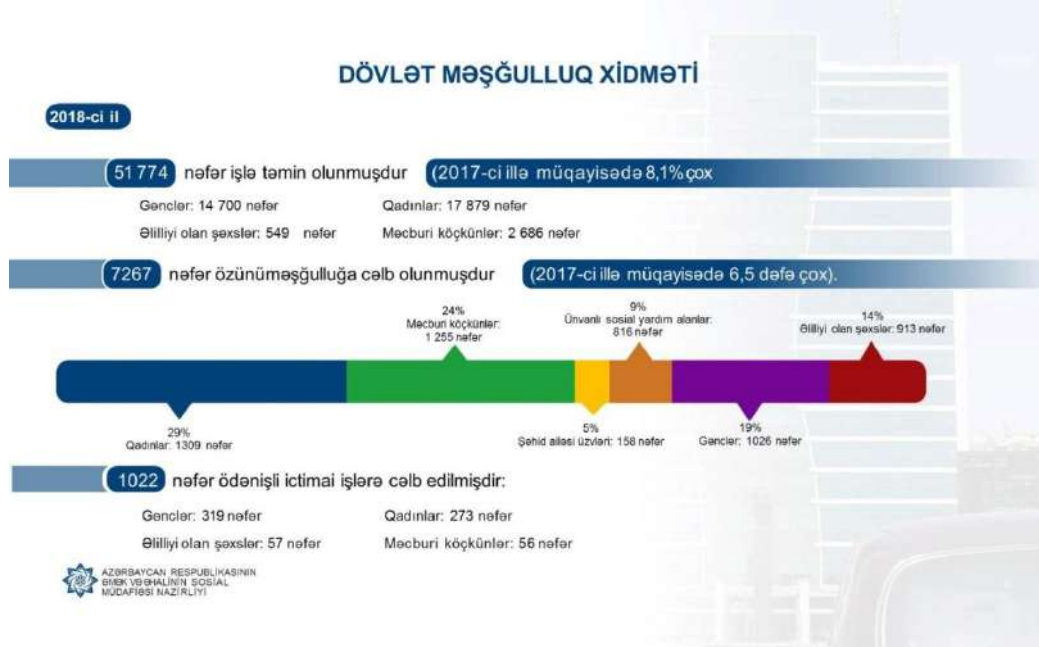 DÖVLƏT MƏŞĞULLUQ XİDMƏTİ
2018-ci il
51 774 nəfər işlə təmin olunmuşdur (2017-ci illə müqayisədə 8,1% çox
Gənclər: 14 700 nəfər Qadınlar: 17 879 nəfər
Əlilliyi olan şəxslər: 549 nəfər Məcburi köçkünlər: 2 686 nəfər
7267 nəfər özünüməşğulluğa cəlb olunmuşdur (2017-ci illə müqayisədə 6,5 dəfə çox).
24%
Məcburi köçkünlər:
1 255 nəfər
9%
Ünvanlı sosial yardım alanlar:
816 nəfər
14%
Əlilliyi olan şəxslər: 913 nəfər
29%
Qadınlar: 1309 nəfər
5%
Şəhid ailəsi üzvləri: 158 nəfər
19%
Gənclər: 1026 nəfər
1022 nəfər ödənişli ictimai işlərə cəlb edilmişdir:
Gənclər: 319 nəfər Qadınlar: 273 nəfər
Əlilliyi olan şəxslər: 57 nəfər Məcburi köçkünlər: 56 nəfər
AZƏRBAYCAN RESPUBLİKASININ
ƏMƏK VƏ ƏHALİNİN SOSİAL
MÜDAFİƏSİ NAZİRLİYİ